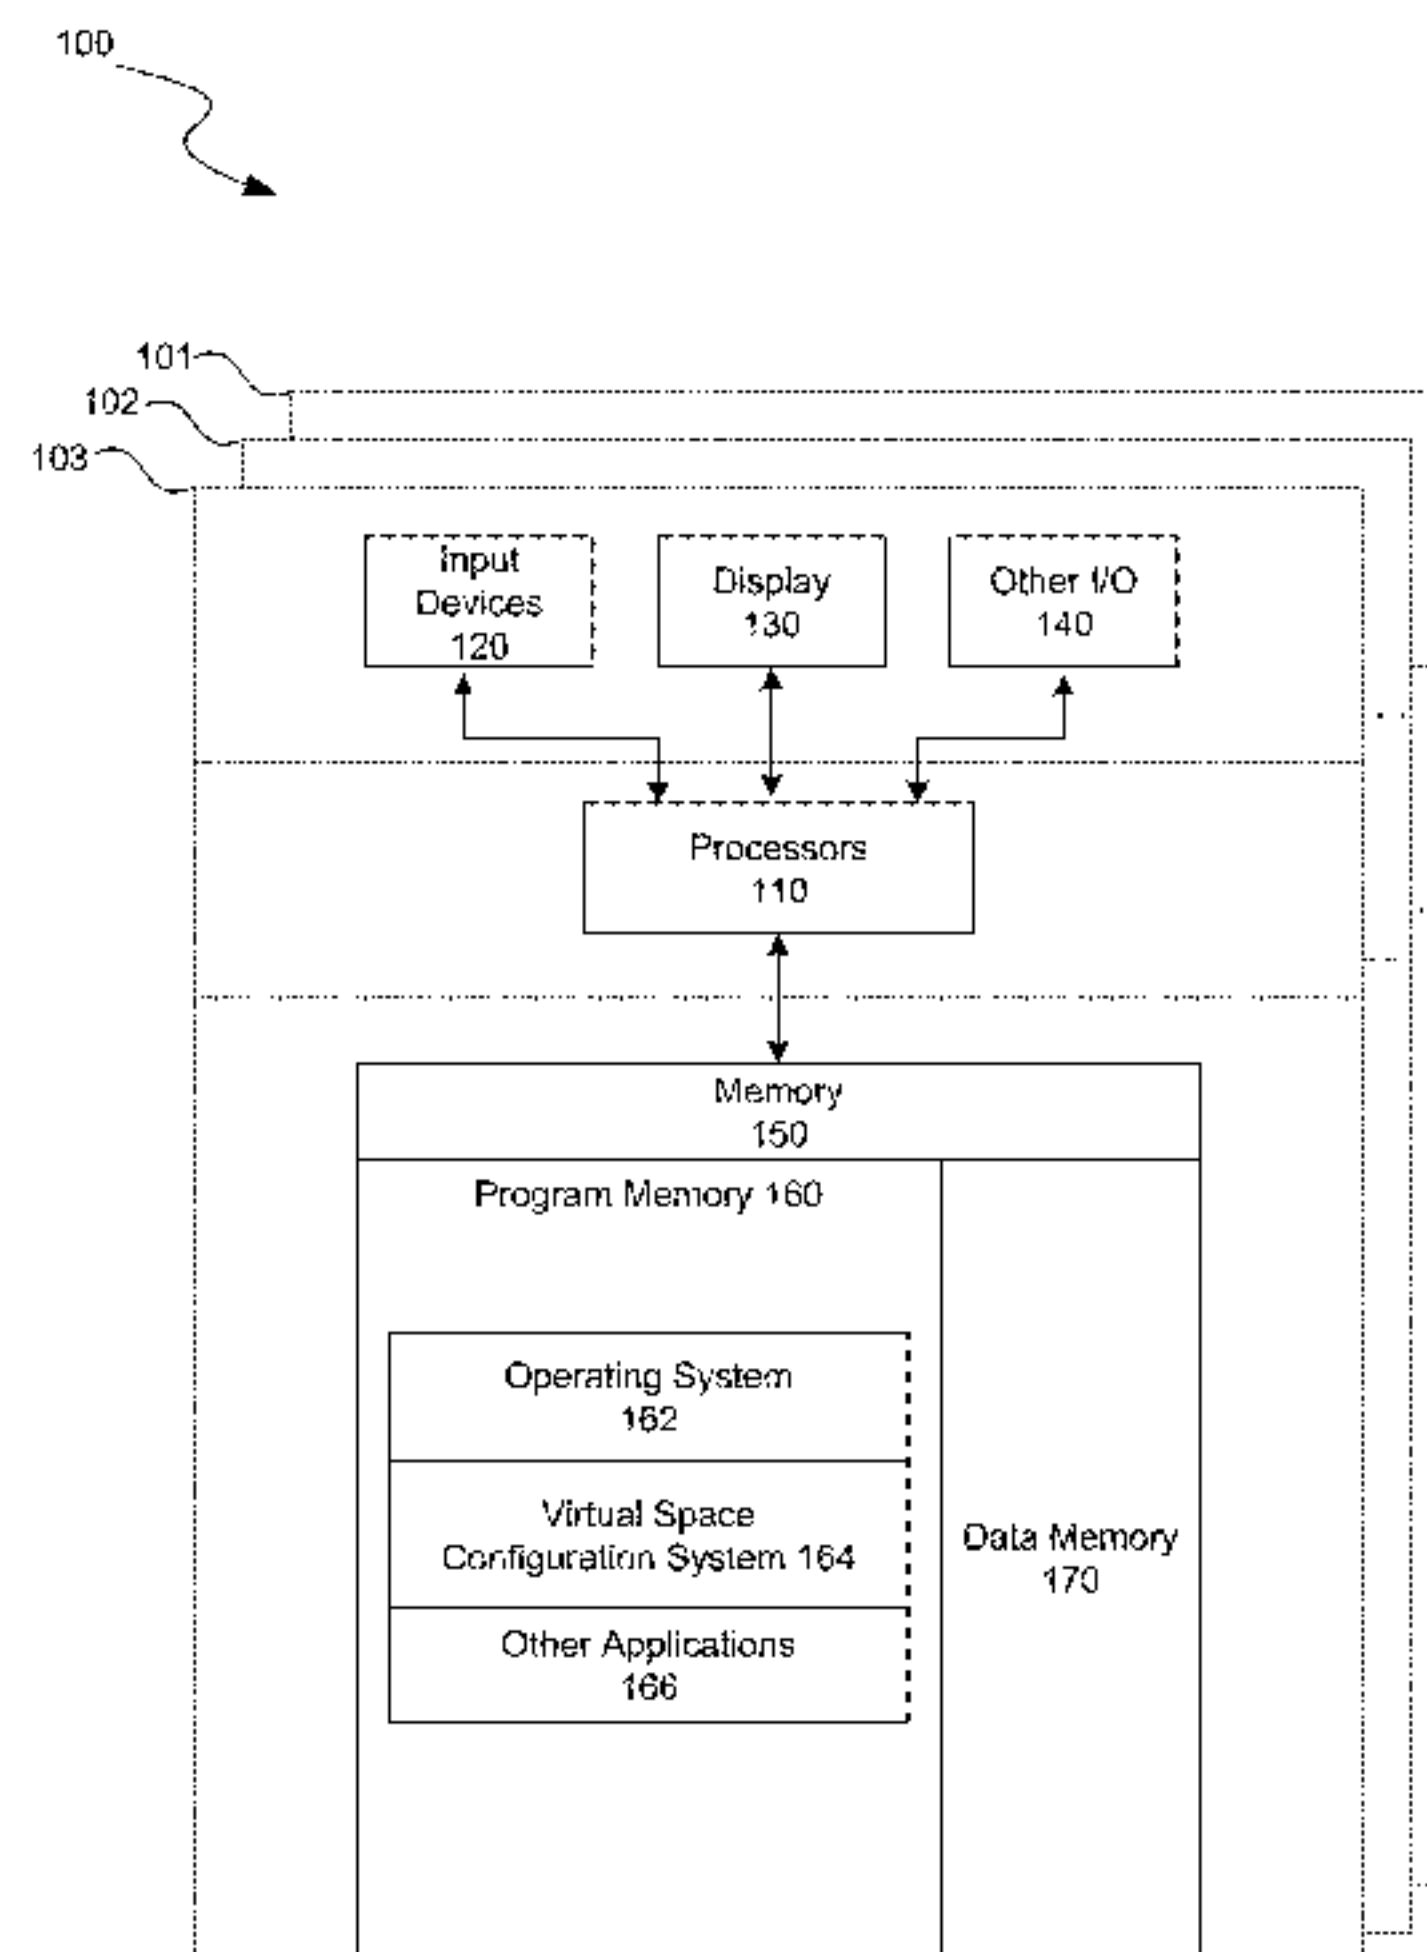 100
101
102
103
Input
Devices
120
Display
130
Other I/O
140
Processors
110
Memory
150
Program Memory 160
Operating System
162
Virtual Space
Configuration System 164
Other Applications
166
Data Memory
170